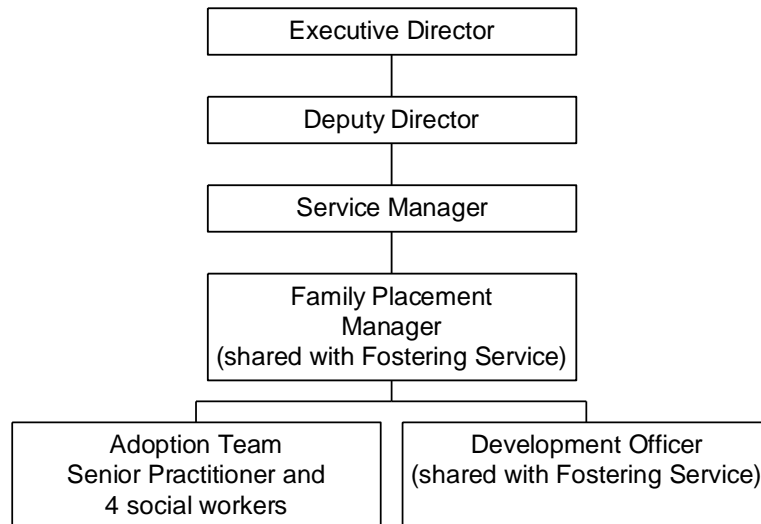 Executive Director
Deputy Director
Service Manager
Family Placement
Manager
(shared with Fostering Service)
Adoption Team
Senior Practitioner and
4 social workers
Development Officer
(shared with Fostering Service)